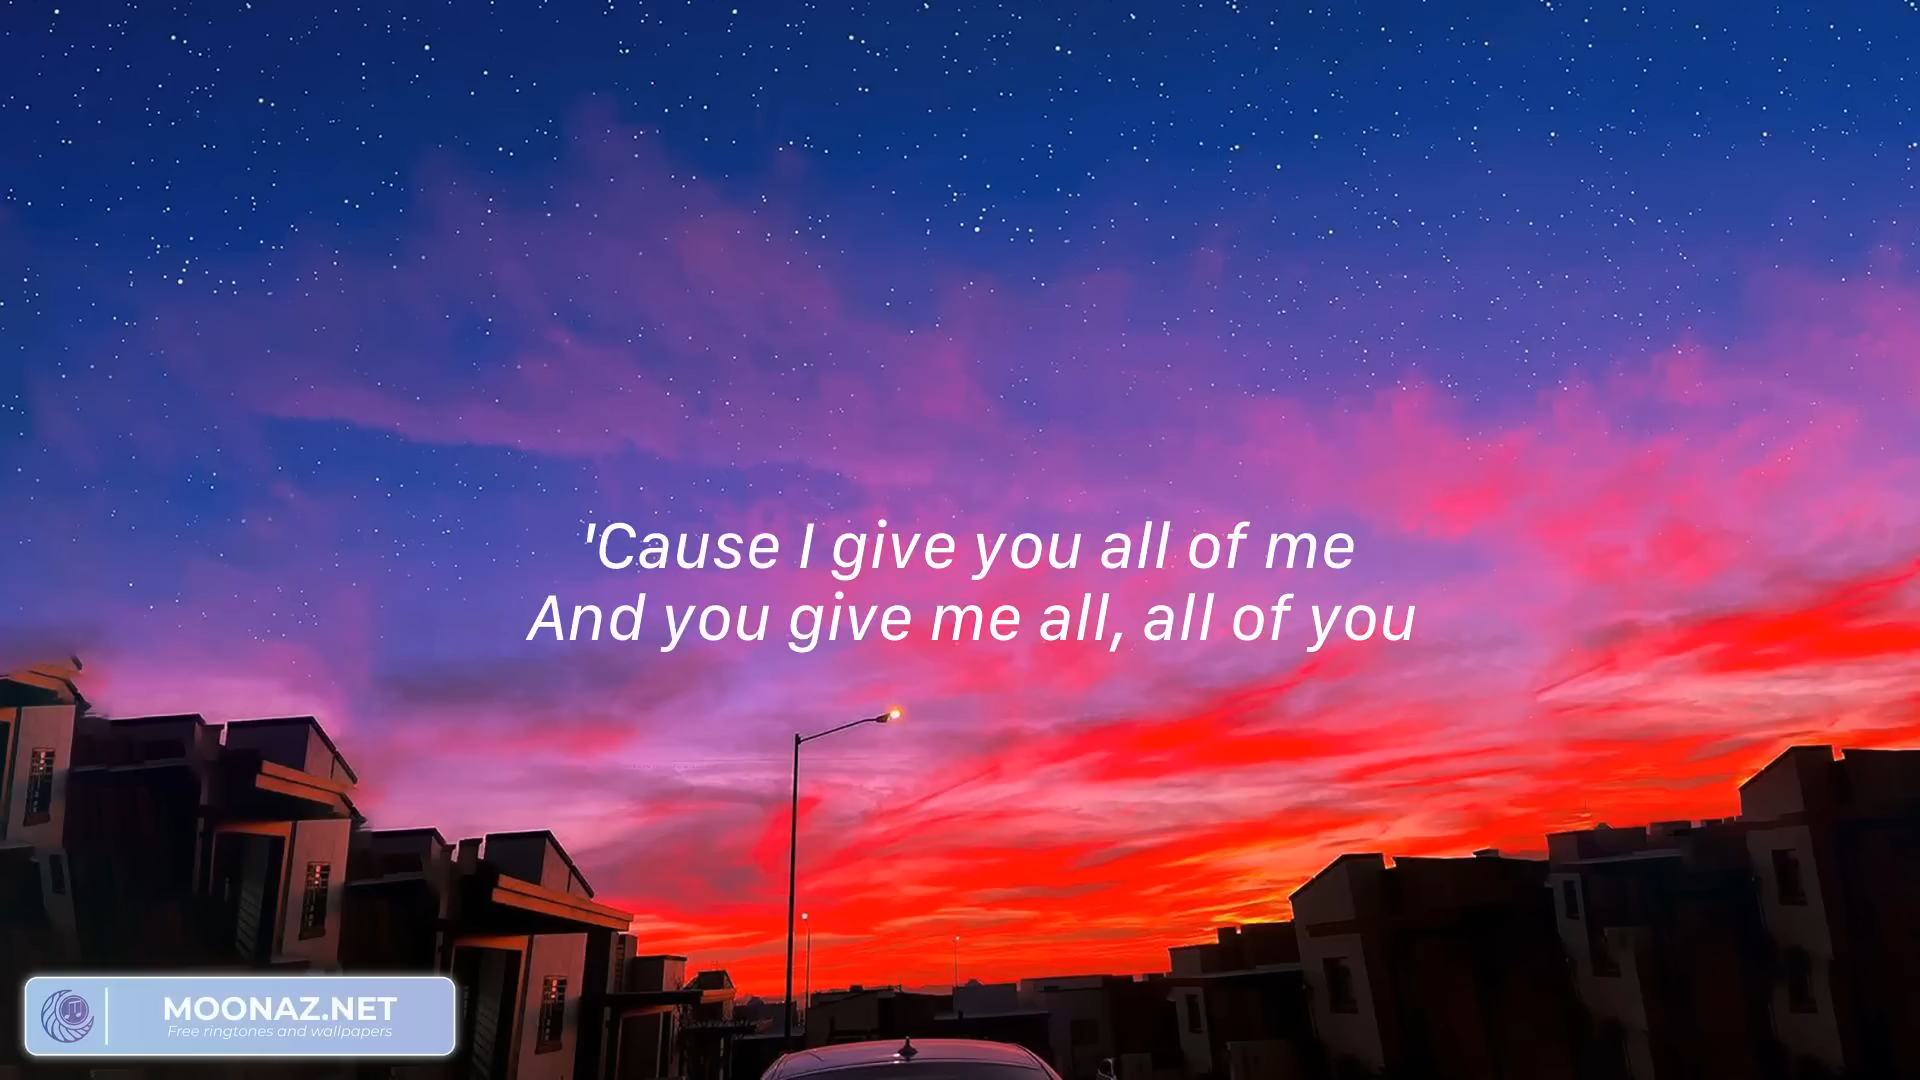 'Cause I give you all of me
And you give me all, all of you
MOONAZ.NET
Free ringtones and wallpapers